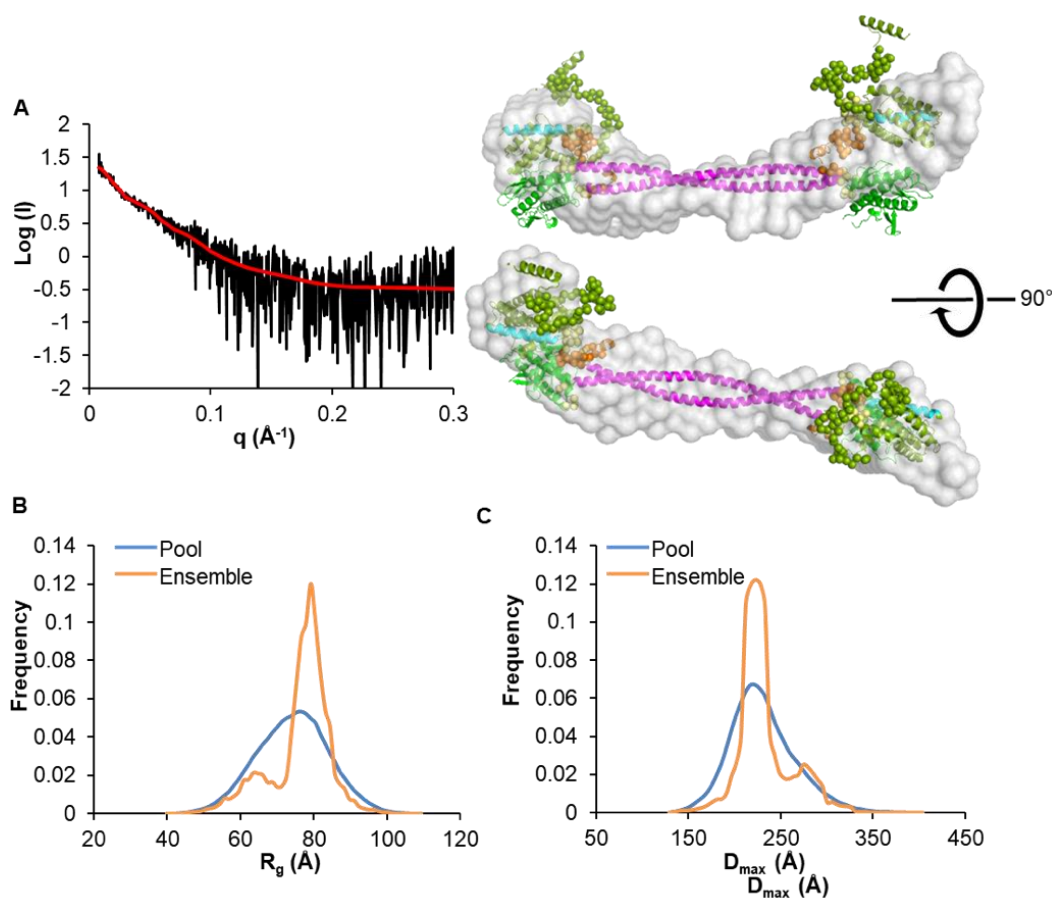 A
2
1.5
1
0.5
0
-0.5
-1
-1.5
-2
Log (I)
0
0.1
0.2
0.3
q (Å⁻¹)
90°
B
0.14
0.12
0.1
0.08
0.06
0.04
0.02
0
Frequency
Pool
Ensemble
20
40
60
80
100
120
Rg (Å)
C
0.14
0.12
0.1
0.08
0.06
0.04
0.02
0
Frequency
Pool
Ensemble
50
150
250
350
450
Dmax (Å)
Dmax (Å)